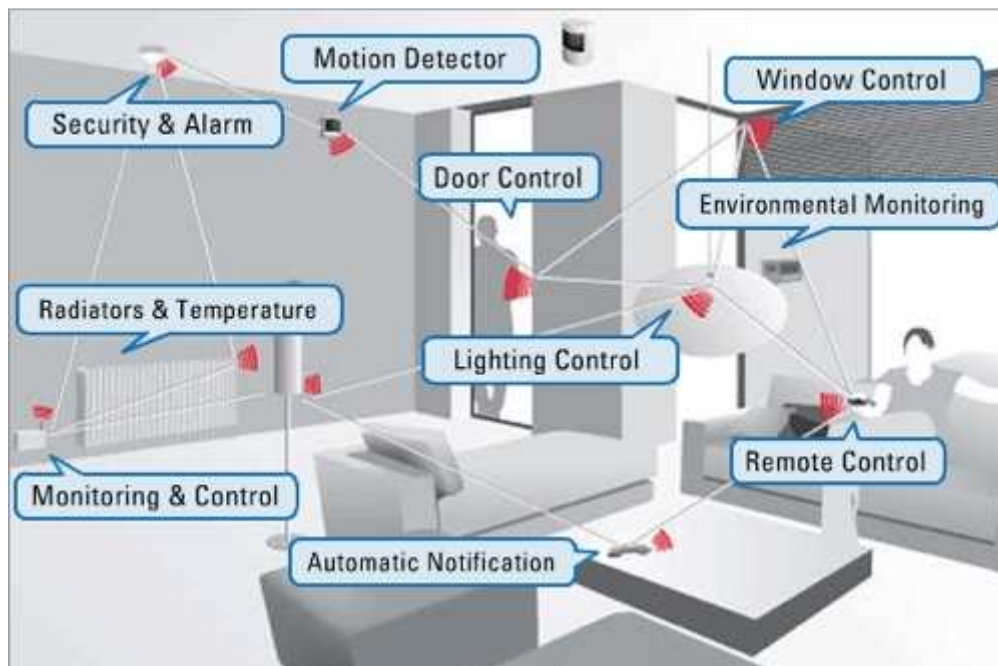 Motion Detector
Window Control
Security & Alarm
Door Control
Environmental Monitoring
Radiators & Temperature
Lighting Control
Remote Control
Monitoring & Control
Automatic Notification